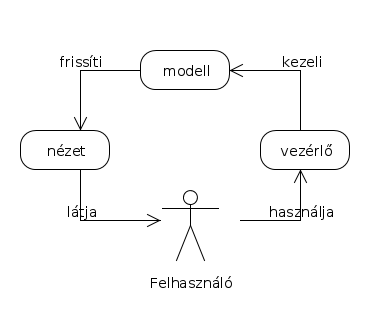 frissíti
kezeli
modell
nézet
vezérlő
látja
használja
Felhasználó